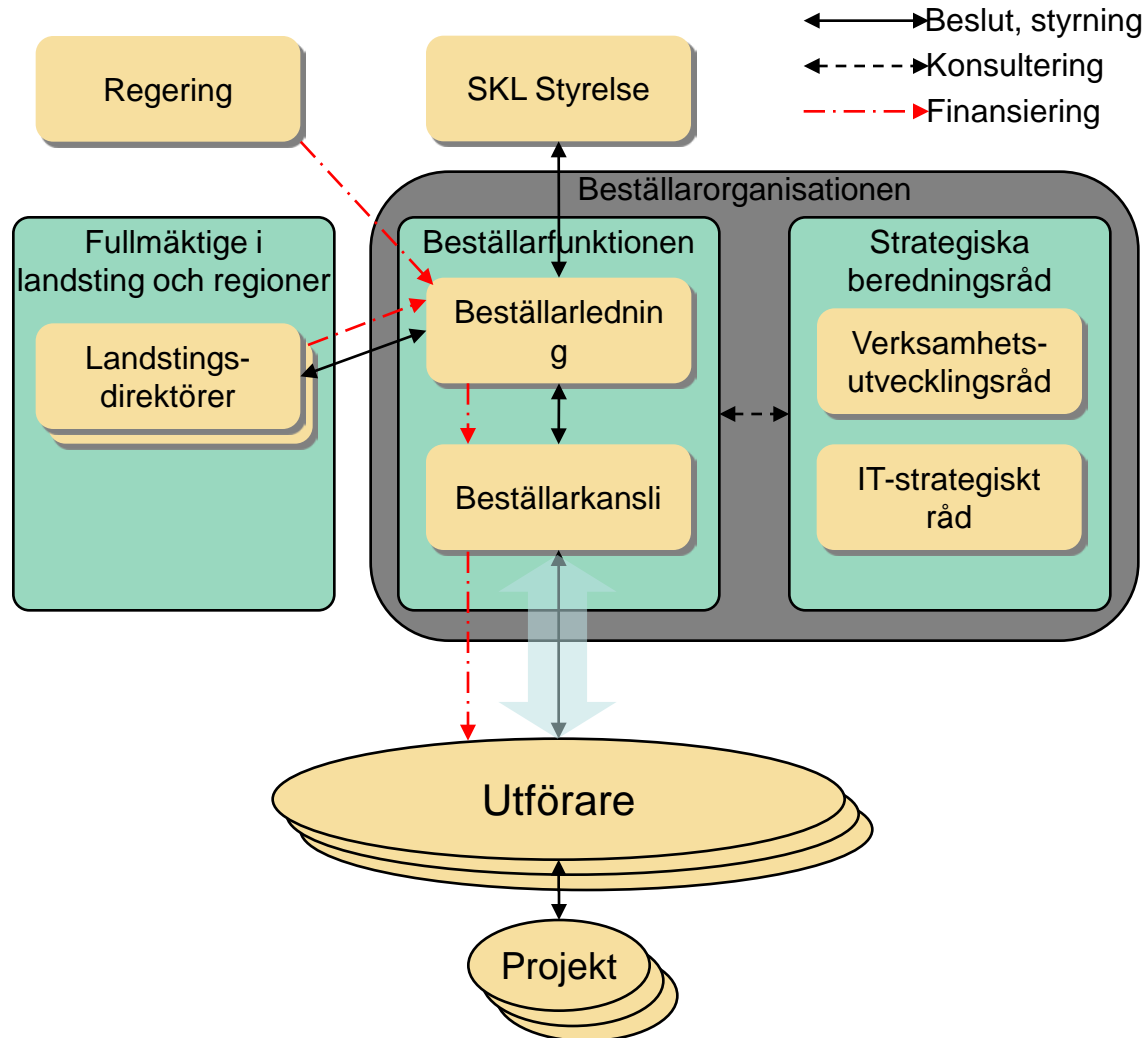 Beslut, styrning
Konsultering
Finansiering
Regering
SKL Styrelse
Beställarorganisationen
Fullmäktige i
landsting och regioner
Landstings-
direktörer
Beställarfunktionen
Beställarlednin
g
Beställarkansli
Strategiska
beredningsråd
Verksamhets-
utvecklingsråd
IT-strategiskt
råd
Utförare
Projekt